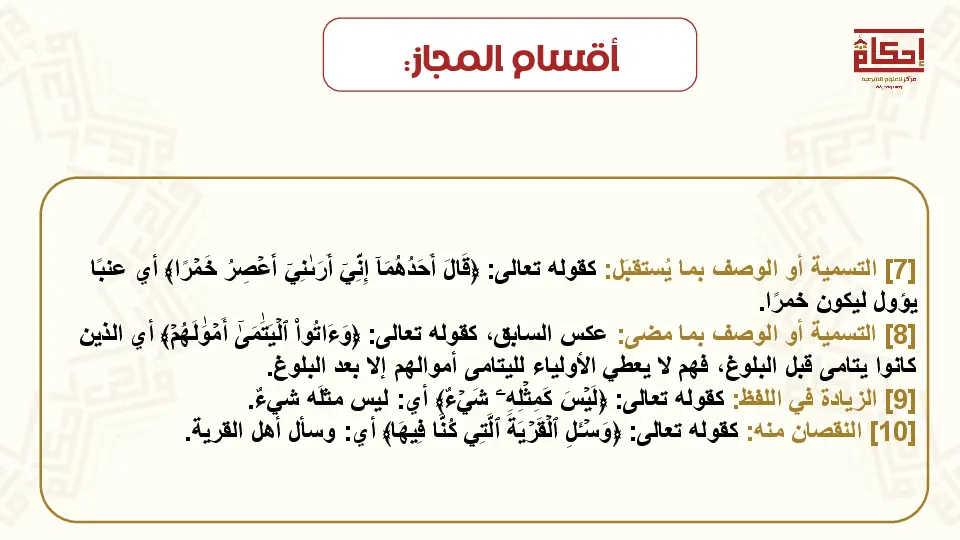 أقسام المجاز:
إحكام
مركز للعلوم الشرعية
[7] التسمية أو الوصف بما يُستقبَل: كقوله تعالى: ﴿قَالَ أَحَدُهُمَآ إِنِّيٓ أَرَىٰنِيٓ أَعۡصِرُ خَمۡرًا﴾ أي عنبًا
يؤول ليكون خمرًا.
[8] التسمية أو الوصف بما مضى: عكس السابق، كقوله تعالى: ﴿وَءَاتُواْ ٱلۡيَتَٰمَىٰٓ أَمۡوَٰلَهُمۡ﴾ أي الذين
كانوا يتامى قبل البلوغ، فهم لا يعطي الأولياء لليتامى أموالهم إلا بعد البلوغ.
[9] الزيادة في اللفظ: كقوله تعالى: ﴿لَيۡسَ كَمِثۡلِهِۦ شَيۡءٞ﴾ أي: ليس مثلَه شيءٌ.
[10] النقصان منه: كقوله تعالى: ﴿وَسۡـَٔلِ ٱلۡقَرۡيَةَ ٱلَّتِي كُنَّا فِيهَا﴾ أي: وسأل أهل القرية.